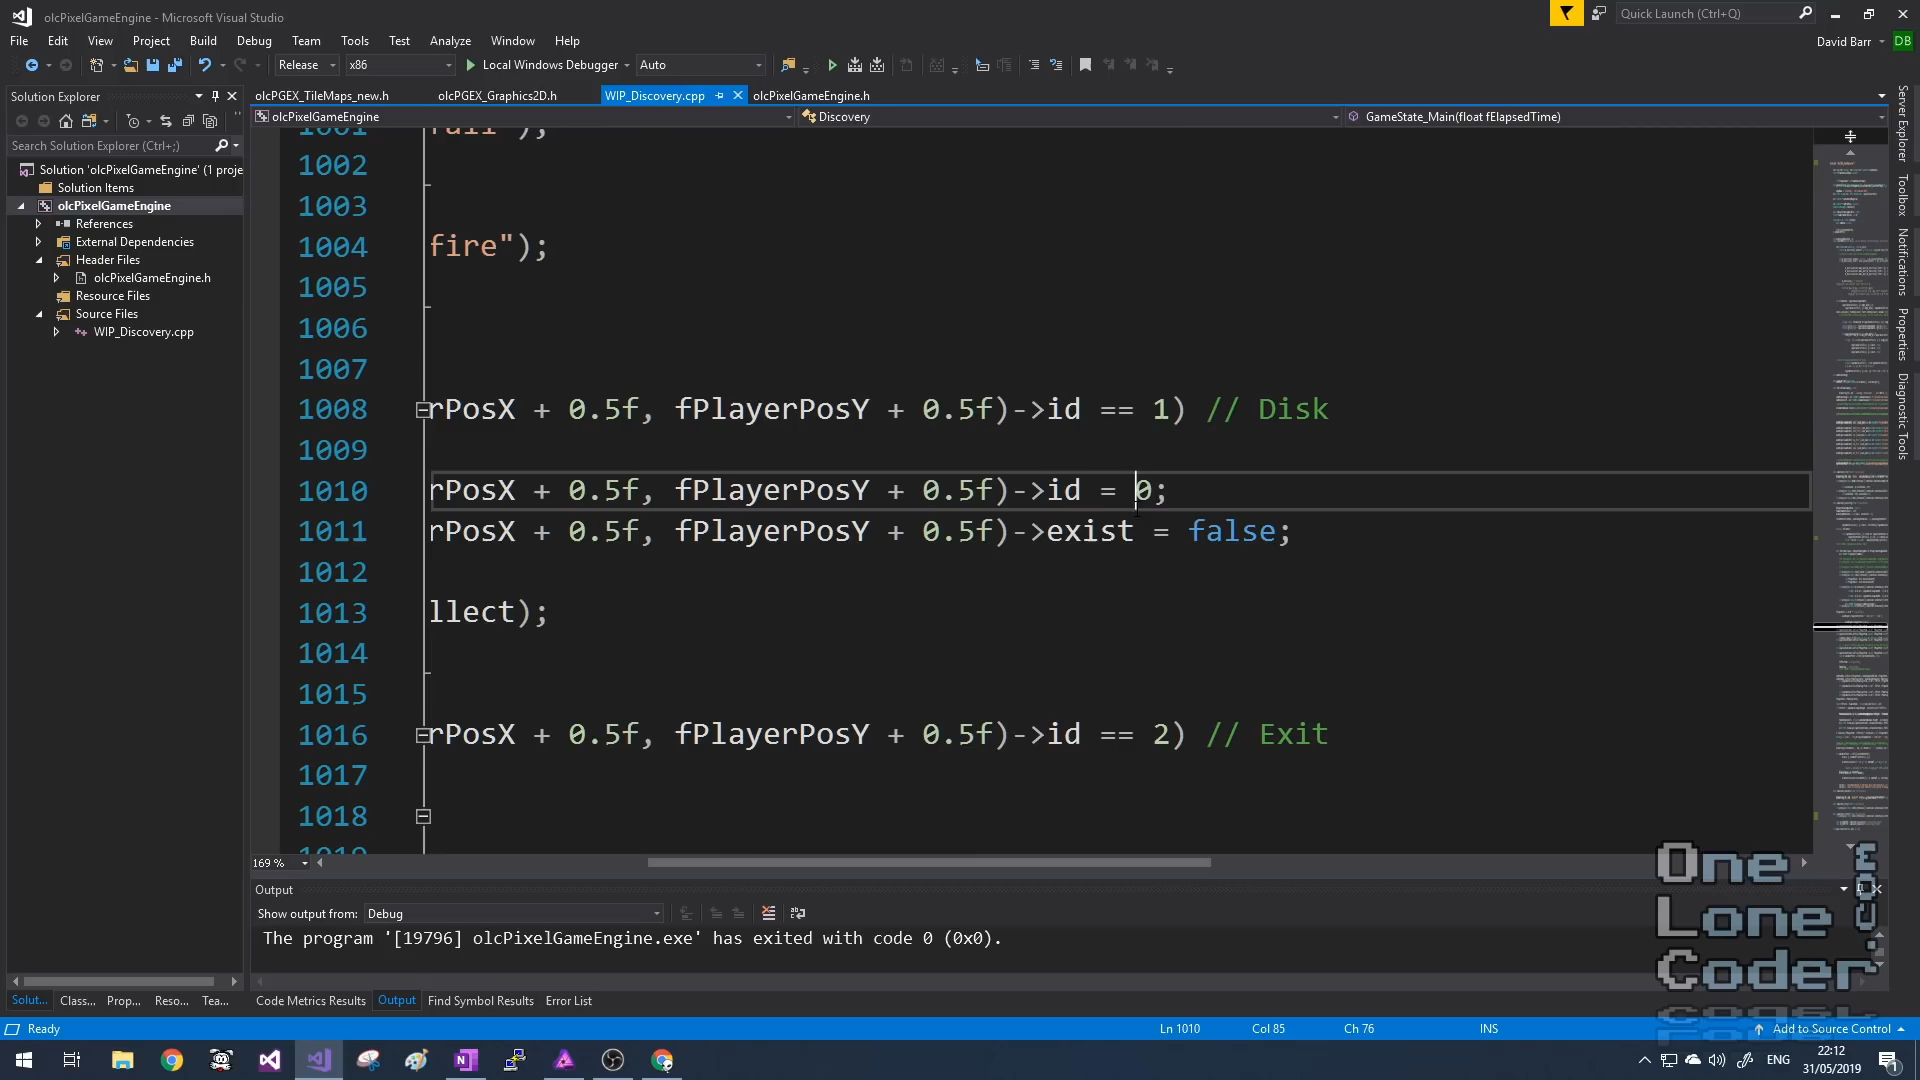 olcPixelGameEngine - Microsoft Visual Studio
Quick Launch (Ctrl+Q)
File Edit View Project Build Debug Team Tools Test Analyze Window Help
David Barr DB
Release x86 Local Windows Debugger Auto
Solution Explorer
olcPGEX_TileMaps_new.h olcPGEX_Graphics2D.h WIP_Discovery.cpp olcPixelGameEngine.h
olcPixelGameEngine Discovery GameState_Main(float fElapsedTime)
Search Solution Explorer (Ctrl+;)
Solution 'olcPixelGameEngine' (1 proje
Solution Items
olcPixelGameEngine
References
External Dependencies
Header Files
olcPixelGameEngine.h
Resource Files
Source Files
WIP_Discovery.cpp
1001
1002
1003
1004 fire");
1005
1006
1007
1008 rPosX + 0.5f, fPlayerPosY + 0.5f)->id == 1) // Disk
1009
1010 rPosX + 0.5f, fPlayerPosY + 0.5f)->id = 0;
1011 rPosX + 0.5f, fPlayerPosY + 0.5f)->exist = false;
1012
1013 llect);
1014
1015
1016 rPosX + 0.5f, fPlayerPosY + 0.5f)->id == 2) // Exit
1017
1018
169 %
Server Explorer
Toolbox
Notifications
Properties
Diagnostic Tools
Output
Show output from: Debug
The program '[19796] olcPixelGameEngine.exe' has exited with code 0 (0x0).
One
Lone
Coder
.com
Solut... Class... Prop... Reso... Tea... Code Metrics Results Output Find Symbol Results Error List
Ready Ln 1010 Col 85 Ch 76 INS Add to Source Control
ENG
22:12
31/05/2019
1